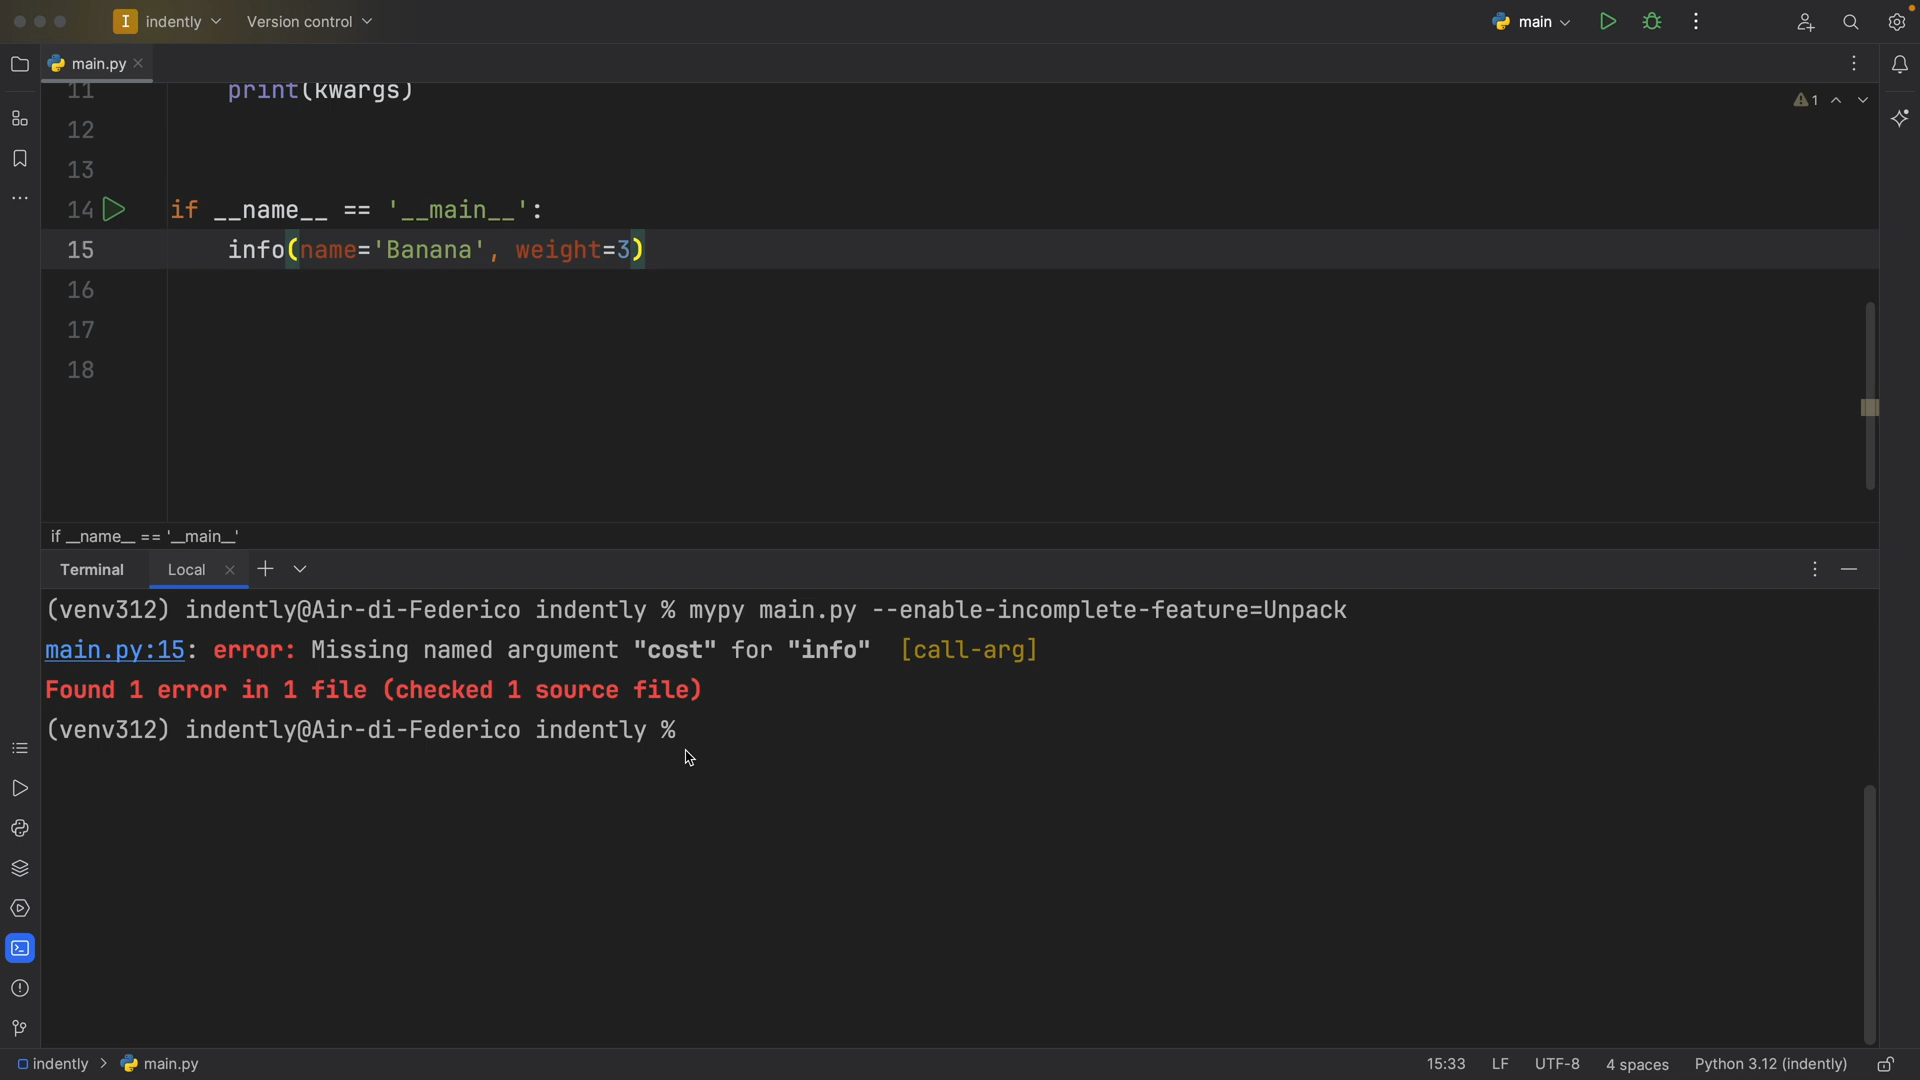 I indently Version control main
main.py
11 print(kwargs)
1
12
13
14 if __name__ == '__main__':
15 info(name='Banana', weight=3)
16
17
18
if __name__ == '__main__'
Terminal Local
(venv312) indently@Air-di-Federico indently % mypy main.py --enable-incomplete-feature=Unpack
main.py:15: error: Missing named argument "cost" for "info" [call-arg]
Found 1 error in 1 file (checked 1 source file)
(venv312) indently@Air-di-Federico indently %
indently > main.py 15:33 LF UTF-8 4 spaces Python 3.12 (indently)